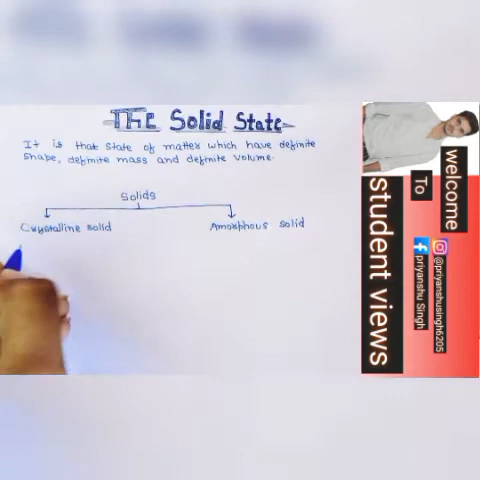 THE Solid State
It is that state of matter which have definite
shape, definite mass and definite volume.
Solids
Crystalline solid
Amorphous solid
welcome
To
student views
@priyanshusingh6205
priyanshu Singh